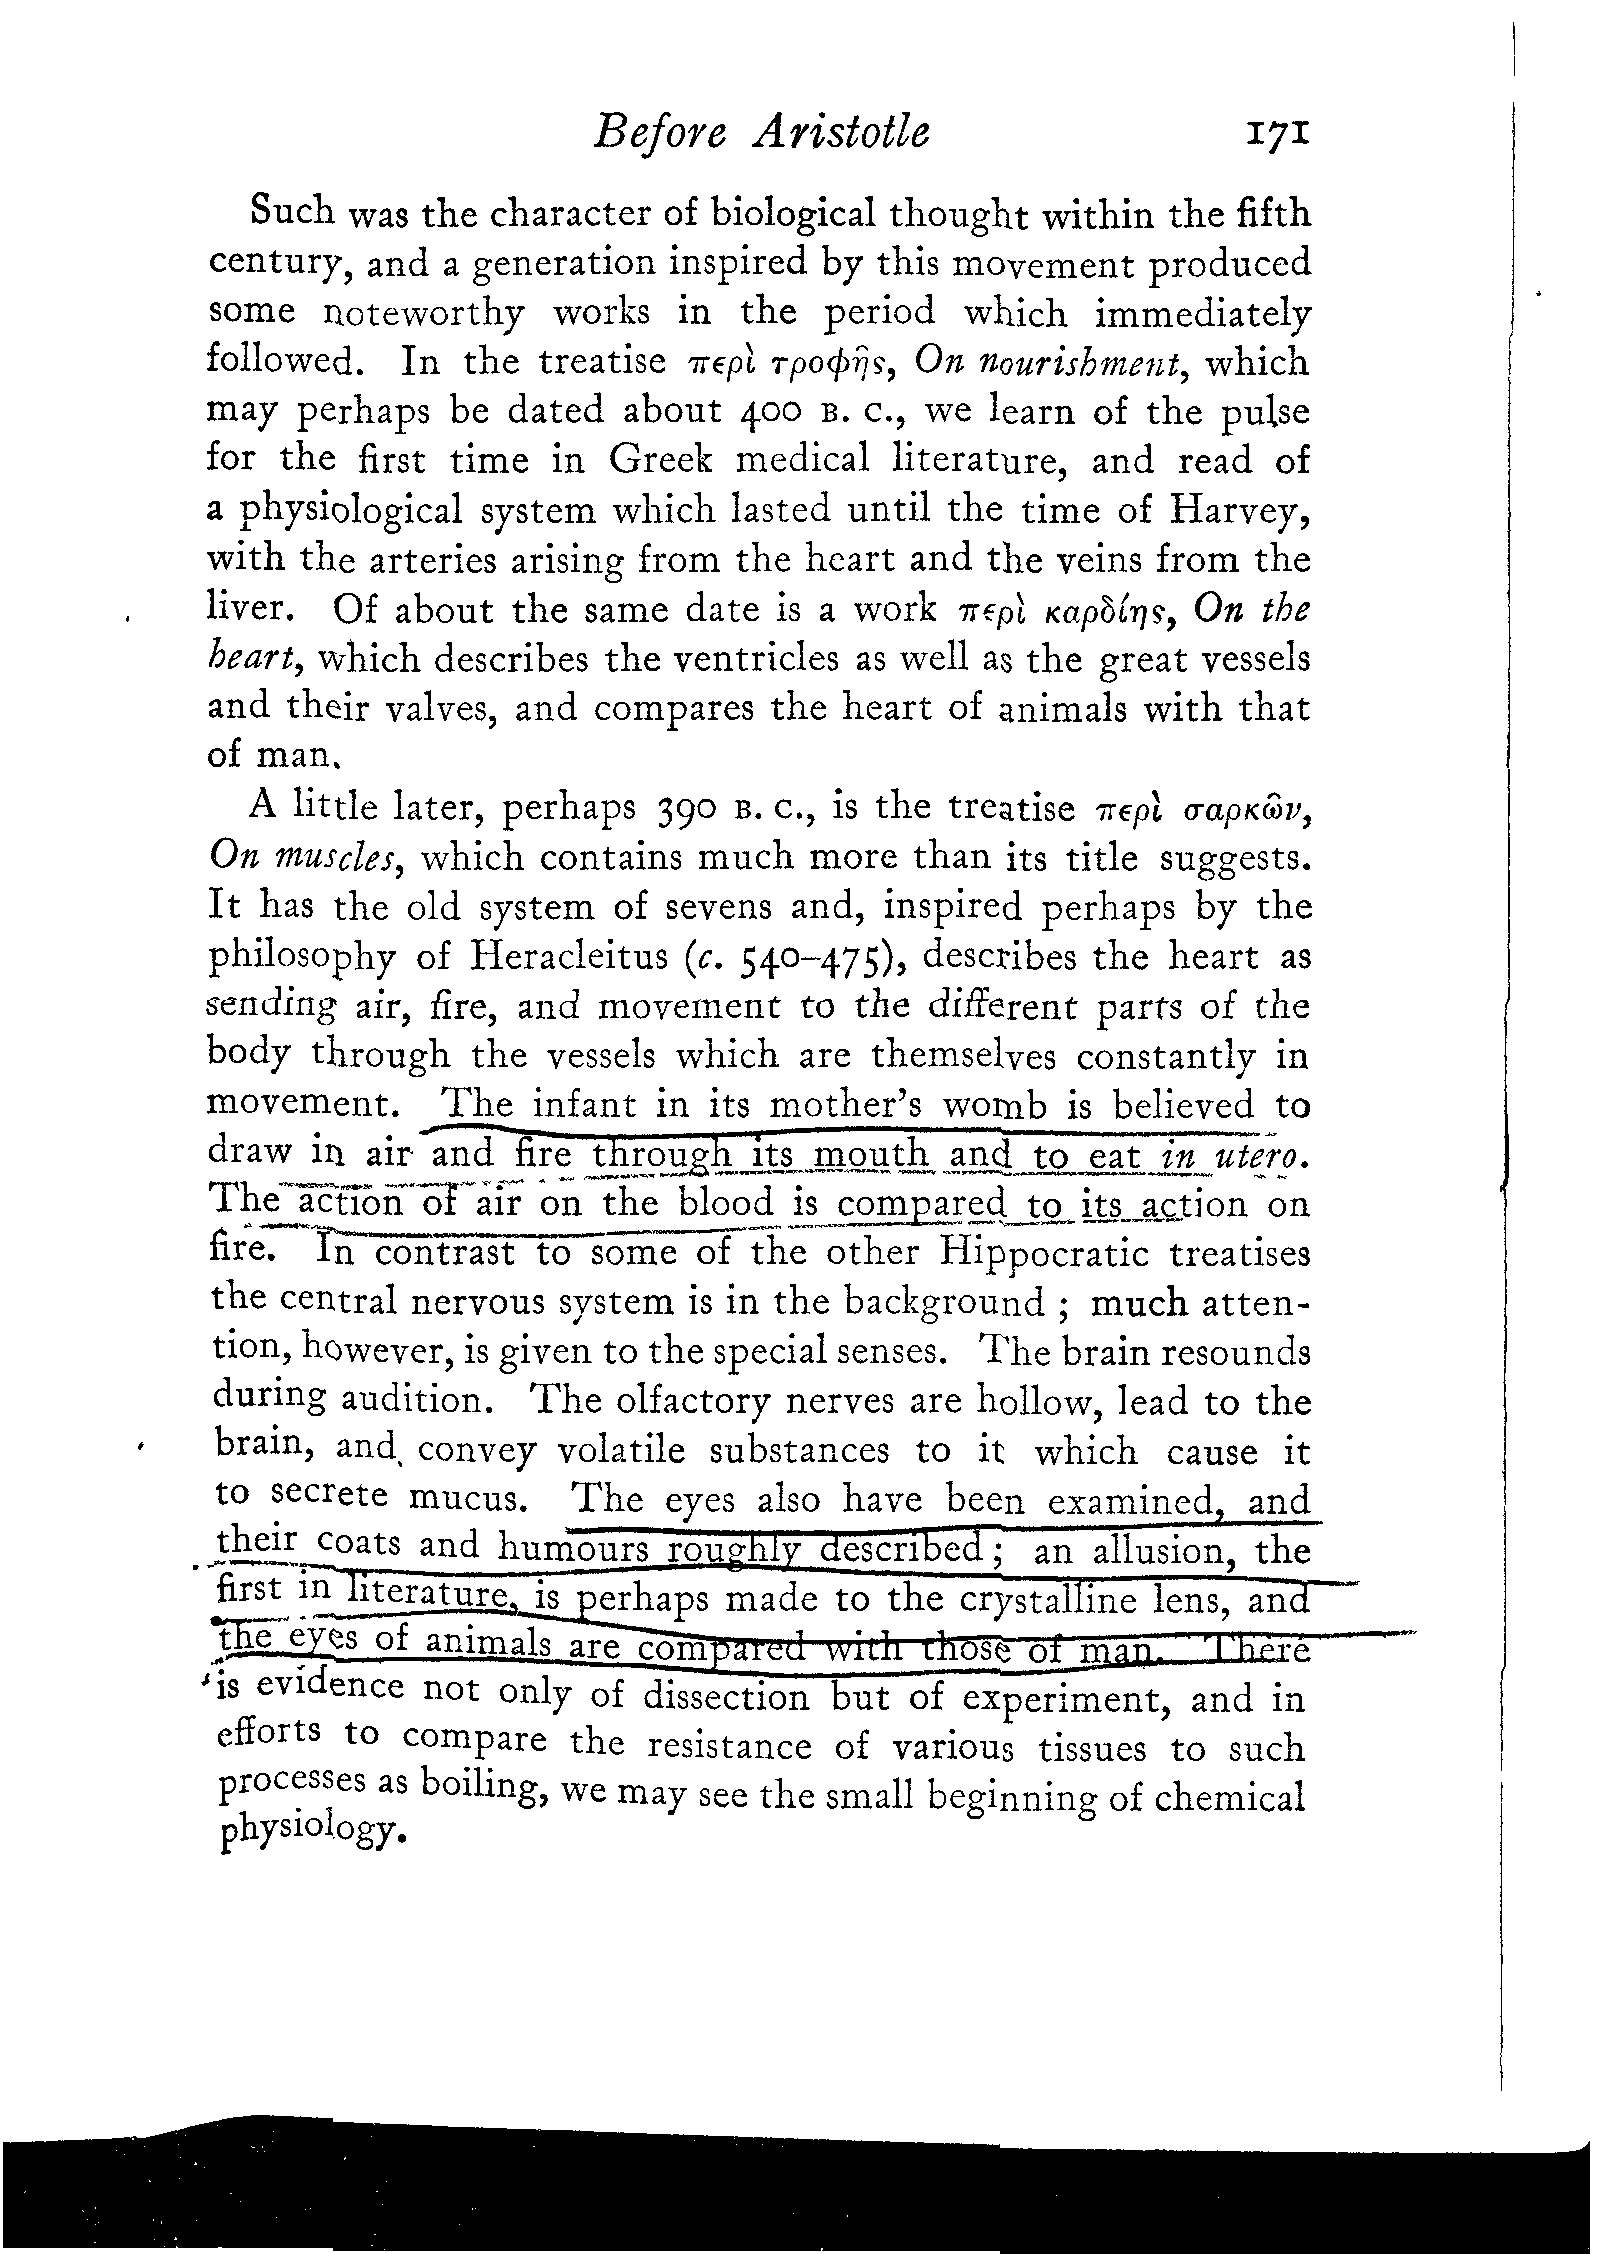 Before Aristotle 171
Such was the character of biological thought within the fifth
century, and a generation inspired by this movement produced
some noteworthy works in the period which immediately
followed. In the treatise περὶ τροφῆς, On nourishment, which
may perhaps be dated about 400 B. C., we learn of the pulse
for the first time in Greek medical literature, and read of
a physiological system which lasted until the time of Harvey,
with the arteries arising from the heart and the veins from the
liver. Of about the same date is a work περὶ καρδίης, On the
heart, which describes the ventricles as well as the great vessels
and their valves, and compares the heart of animals with that
of man.
A little later, perhaps 390 B. C., is the treatise περὶ σαρκῶν,
On muscles, which contains much more than its title suggests.
It has the old system of sevens and, inspired perhaps by the
philosophy of Heracleitus (c. 540–475), describes the heart as
sending air, fire, and movement to the different parts of the
body through the vessels which are themselves constantly in
movement. The infant in its mother's womb is believed to
draw in air and fire through its mouth and to eat in utero.
The action of air on the blood is compared to its action on
fire. In contrast to some of the other Hippocratic treatises
the central nervous system is in the background ; much atten-
tion, however, is given to the special senses. The brain resounds
during audition. The olfactory nerves are hollow, lead to the
brain, and convey volatile substances to it which cause it
to secrete mucus. The eyes also have been examined, and
their coats and humours roughly described ; an allusion, the
first in literature, is perhaps made to the crystalline lens, and
the eyes of animals are compared with those of man. There
is evidence not only of dissection but of experiment, and in
efforts to compare the resistance of various tissues to such
processes as boiling, we may see the small beginning of chemical
physiology.